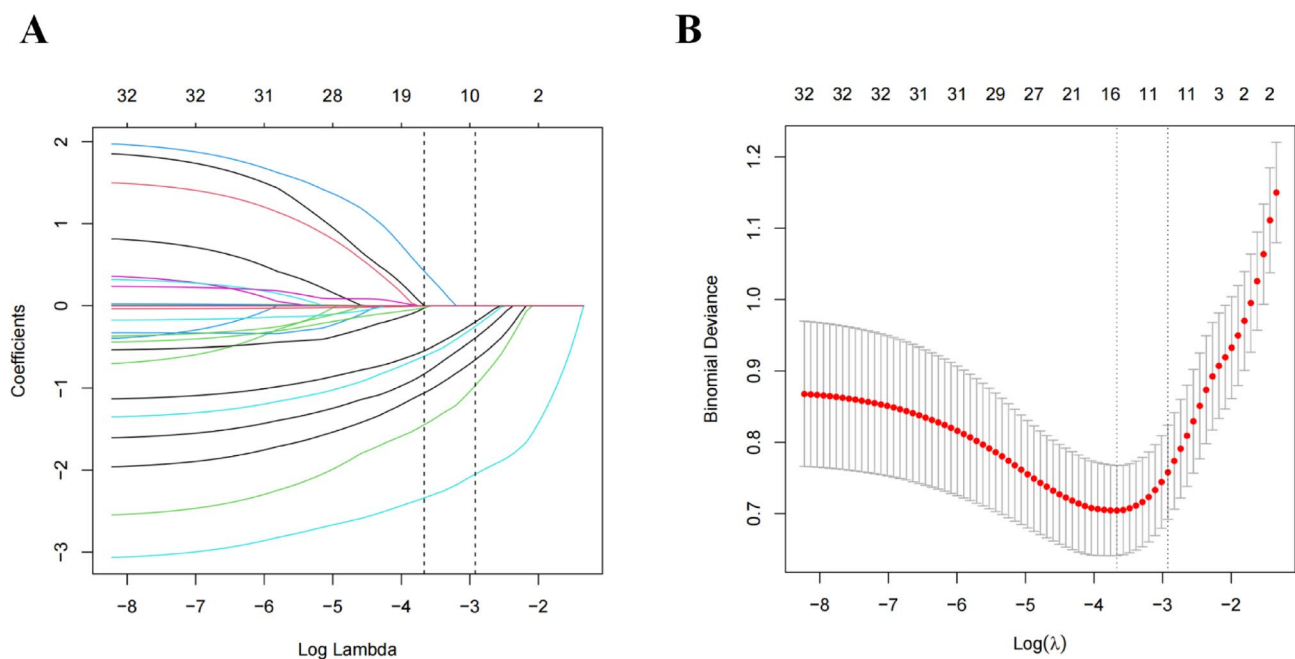 A
32 32 31 28 19 10 2
2
1
0
−1
−2
−3
Coefficients
−8 −7 −6 −5 −4 −3 −2
Log Lambda
B
32 32 32 31 31 29 27 21 16 11 11 3 2 2
1.2
1.1
1.0
0.9
0.8
0.7
Binomial Deviance
−8 −7 −6 −5 −4 −3 −2
Log(λ)